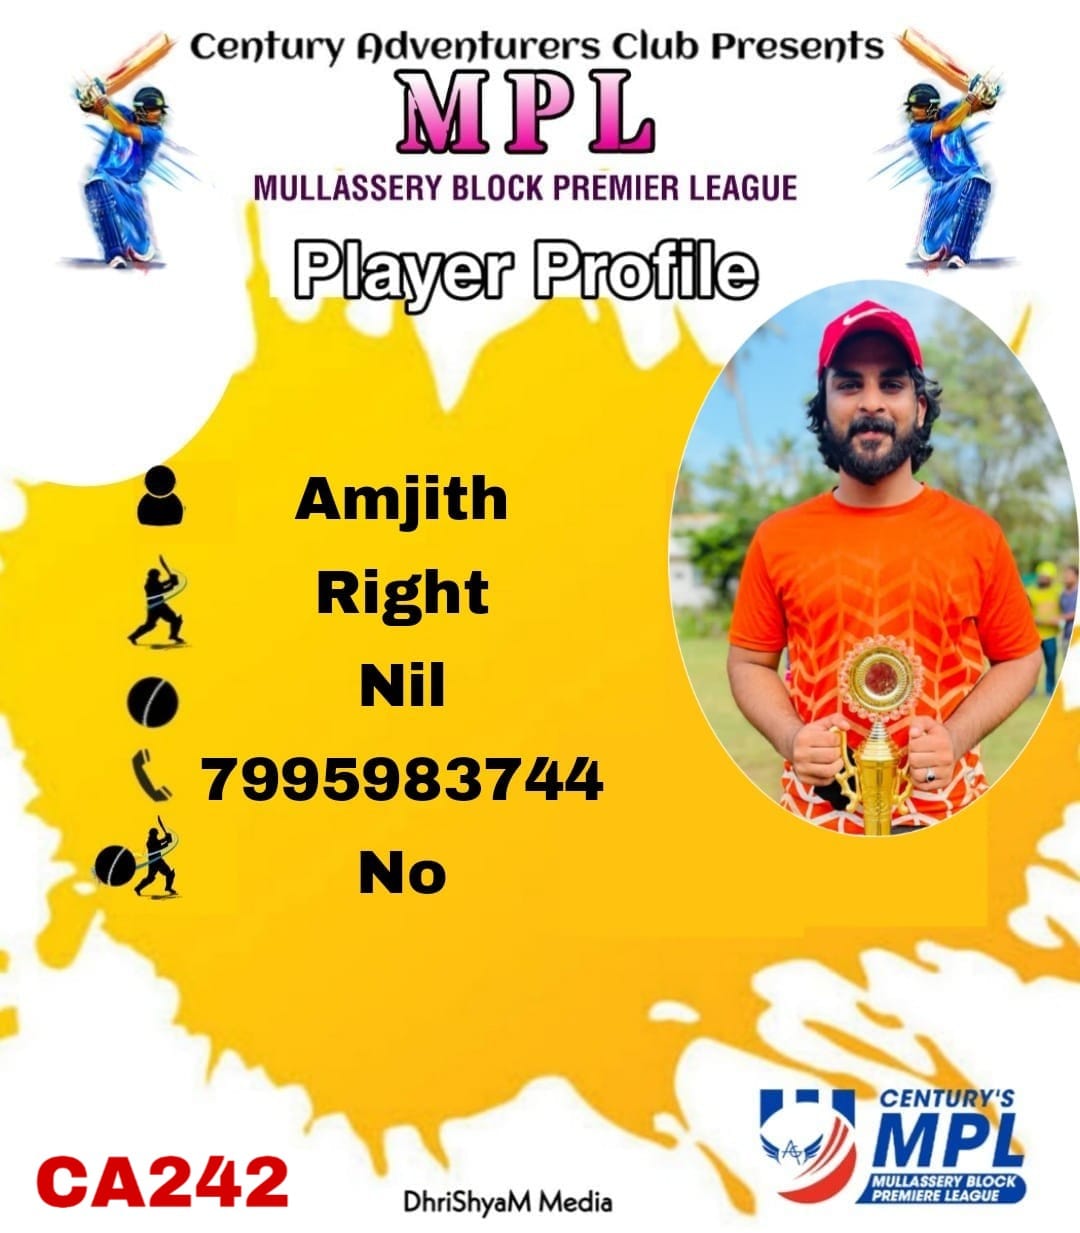 Century Adventurers Club Presents
MPL
MULLASSERY BLOCK PREMIER LEAGUE
Player Profile
Amjith
Right
Nil
7995983744
No
CA242
DhriShyaM Media
CENTURY'S
MPL
MULLASSERY BLOCK
PREMIERE LEAGUE